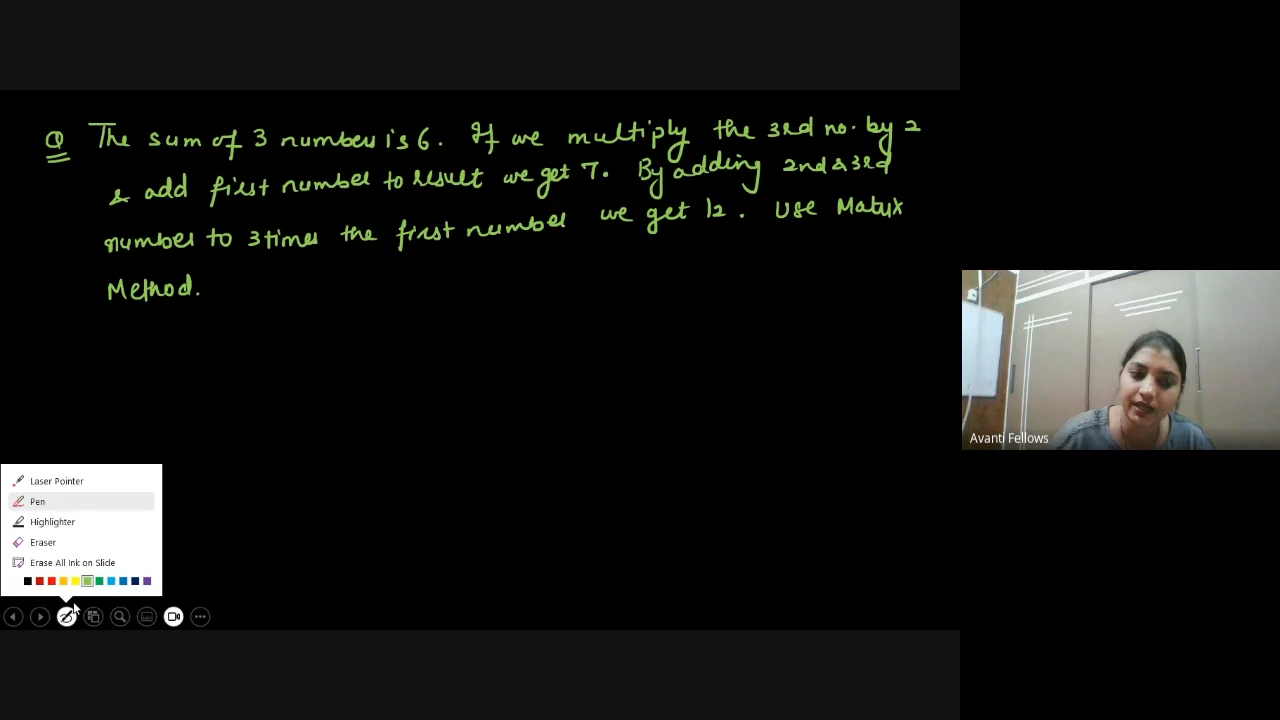 Q The sum of 3 number is 6. If we multiply the 3rd no. by 2
& add first number to result we get 7. By adding 2nd & 3rd
number to 3 times the first number we get 12. Use Matrix
Method.
Avanti Fellows
Laser Pointer
Pen
Highlighter
Eraser
Erase All Ink on Slide